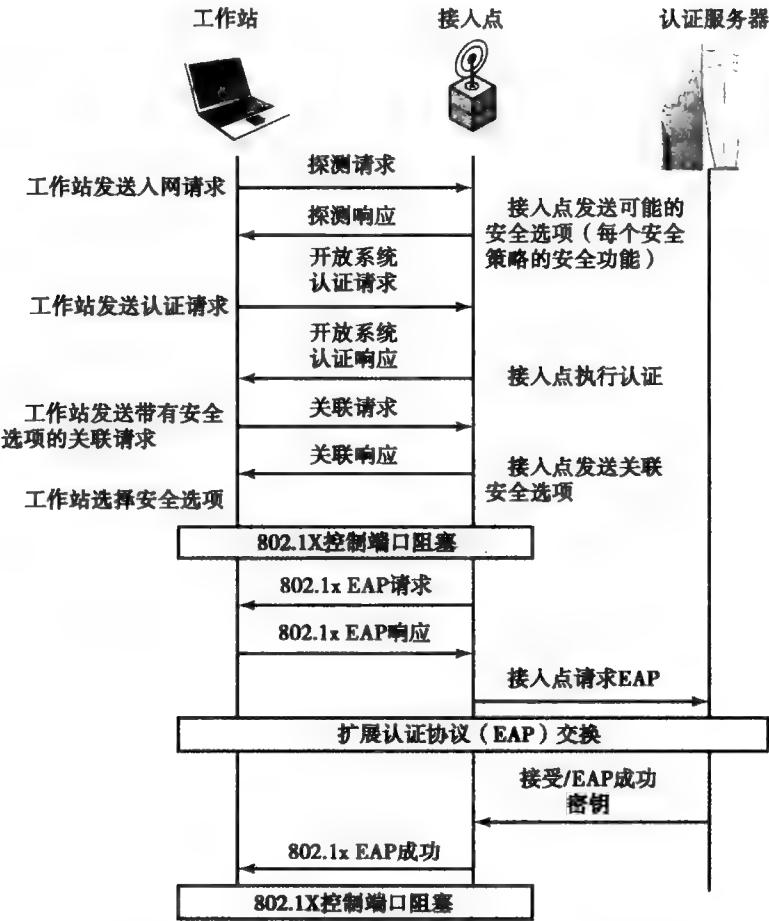 工作站
接入点
认证服务器
探测请求
工作站发送入网请求
探测响应
接入点发送可能的
安全选项（每个安全
策略的安全功能）
开放系统
认证请求
工作站发送认证请求
开放系统
认证响应
接入点执行认证
关联请求
工作站发送带有安全
选项的关联请求
关联响应
接入点发送关联
安全选项
工作站选择安全选项
802.1X控制端口阻塞
802.1x EAP请求
802.1x EAP响应
接入点请求EAP
扩展认证协议（EAP）交换
接受/EAP成功
密钥
802.1x EAP成功
802.1X控制端口阻塞